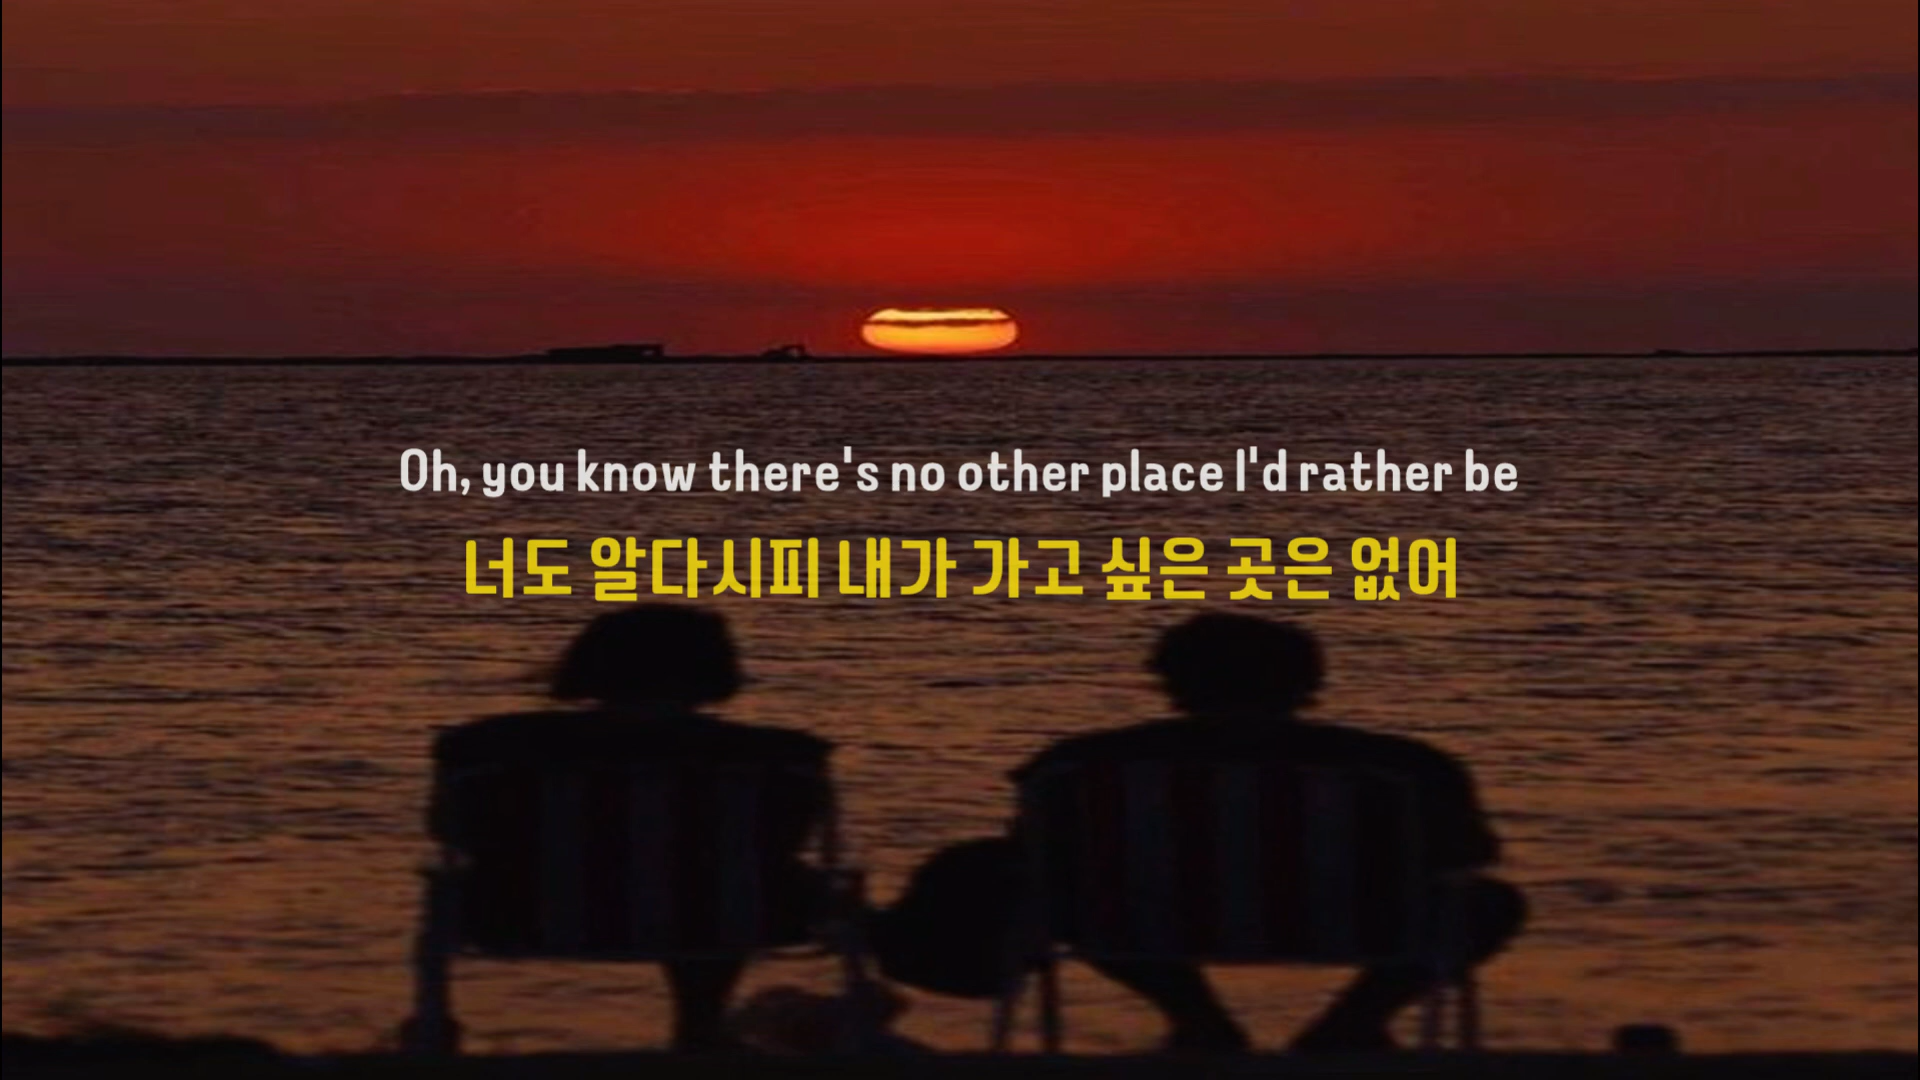 Oh, you know there's no other place I'd rather be
너도 알다시피 내가 가고 싶은 곳은 없어